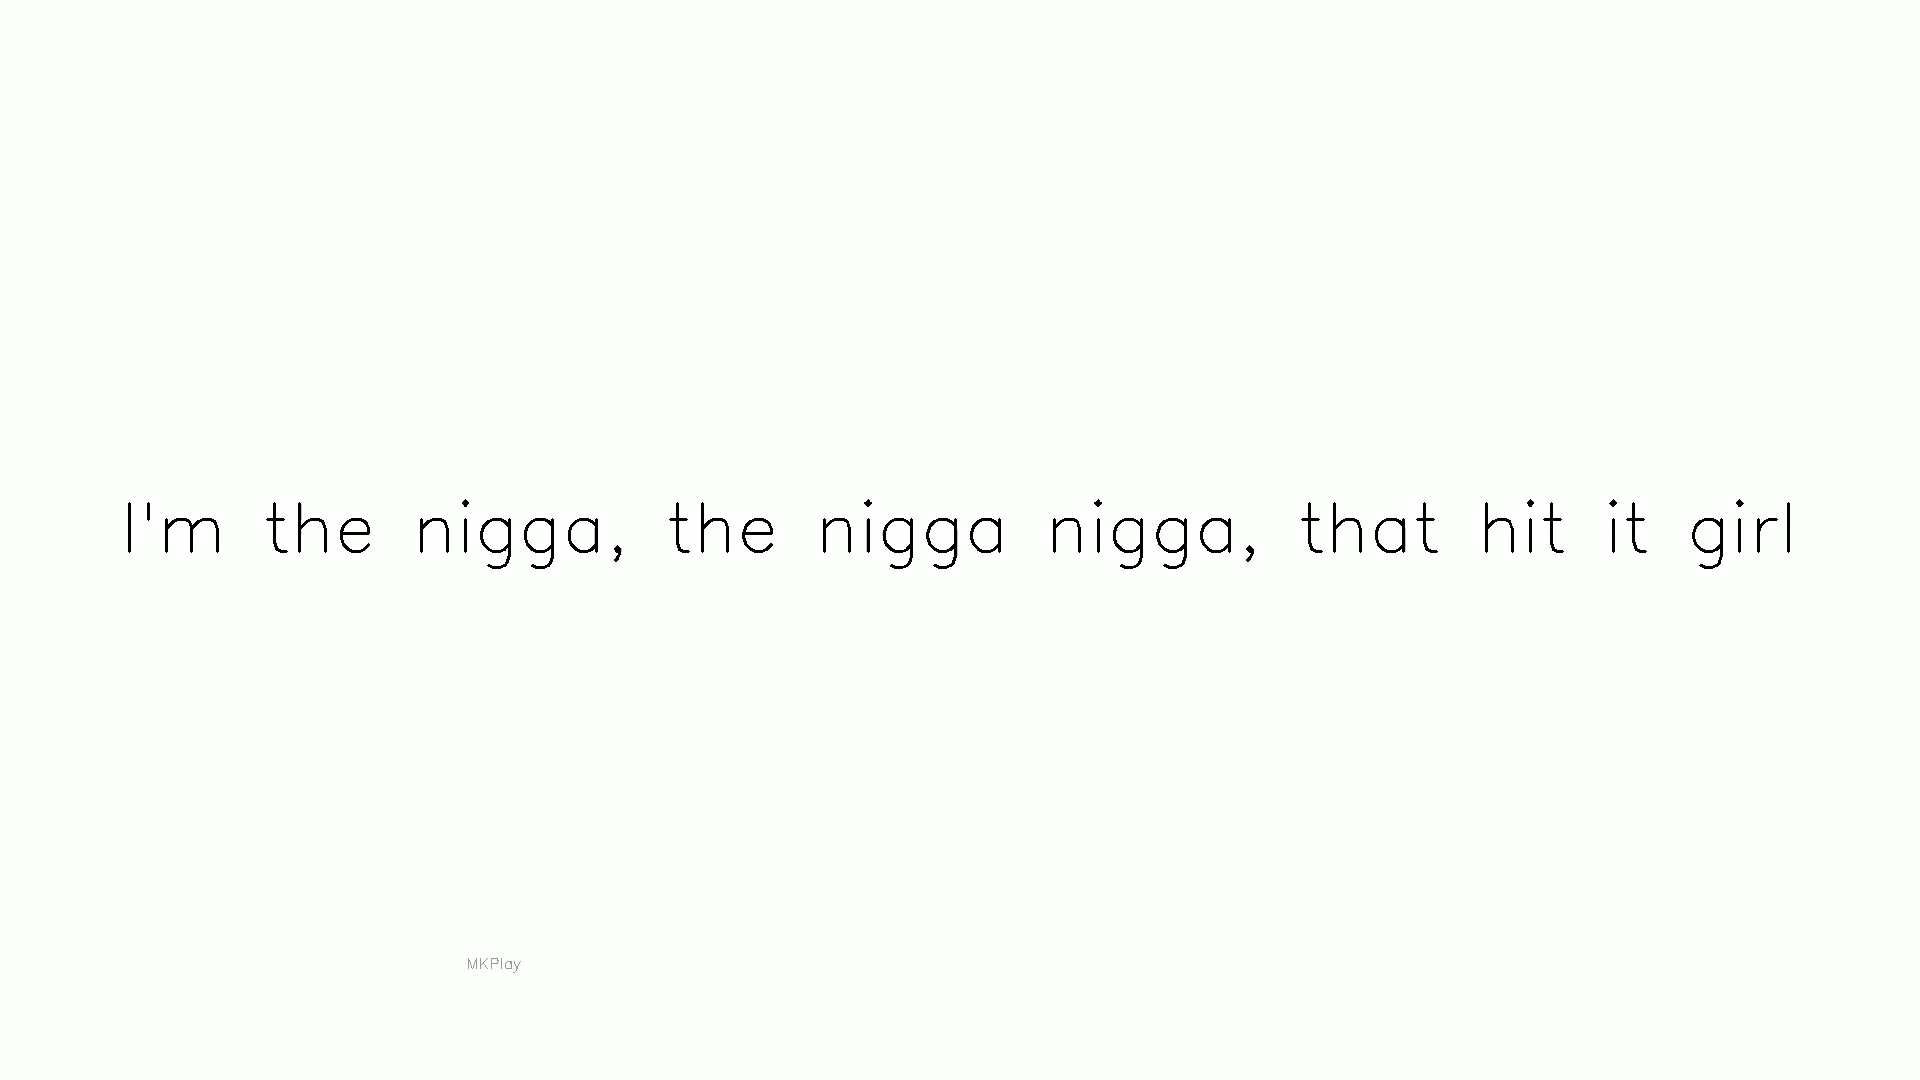 I'm the nigga, the nigga nigga, that hit it girl
MKPlay